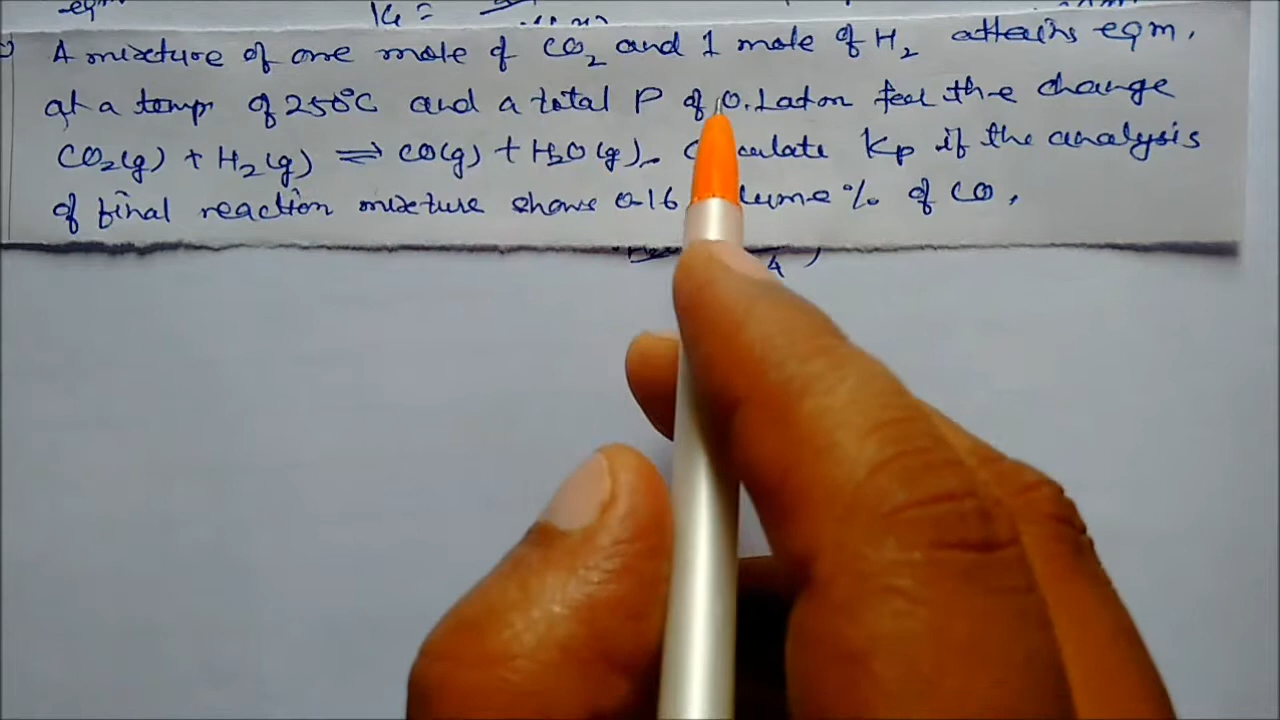 eqm
A mixture of one mole of CO₂ and 1 mole of H₂ attains eqm.
at a temp of 250°C and a total P of 0.1atm for the change
CO₂(g) + H₂(g) ⇌ CO(g) + H₂O(g). Calculate Kp if the analysis
of final reaction mixture shows 0.16 volume % of CO.